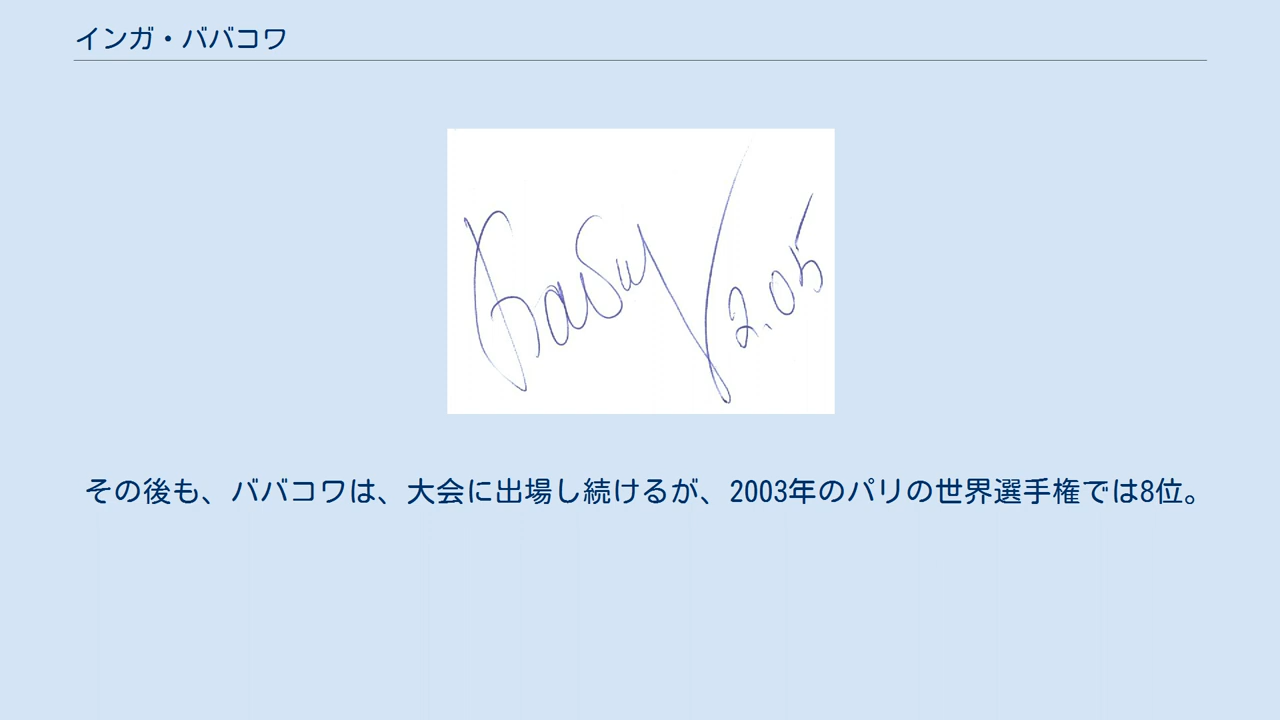 インガ・ババコワ
2.05
その後も、ババコワは、大会に出場し続けるが、2003年のパリの世界選手権では8位。